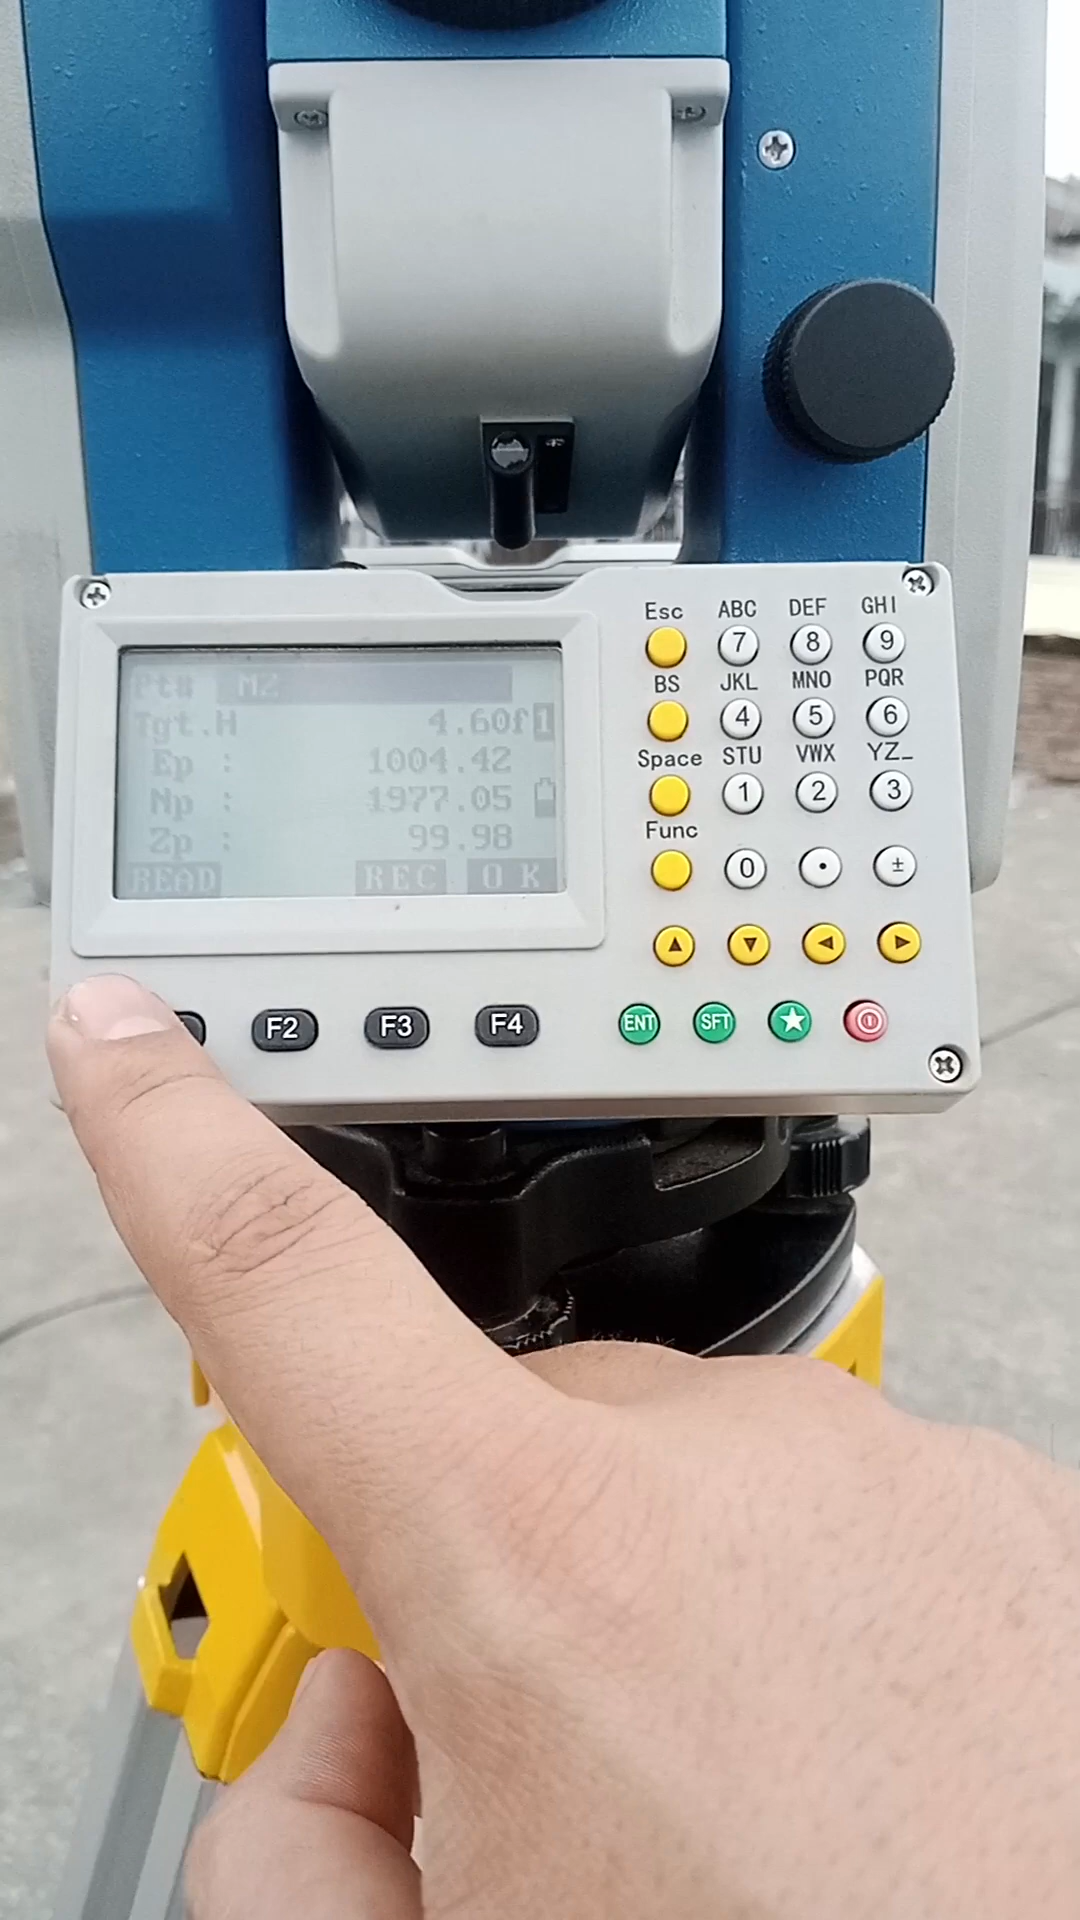 Pt# M2
Tgt.H 4.60f 1
Ep : 1004.42
Np : 1977.05
Zp : 99.98
READ REC OK
Esc ABC DEF GHI
7 8 9
BS JKL MNO PQR
4 5 6
Space STU VWX YZ_
1 2 3
Func
0 • ±
▲ ▼ ◀ ▶
F2 F3 F4 ENT SFT ★